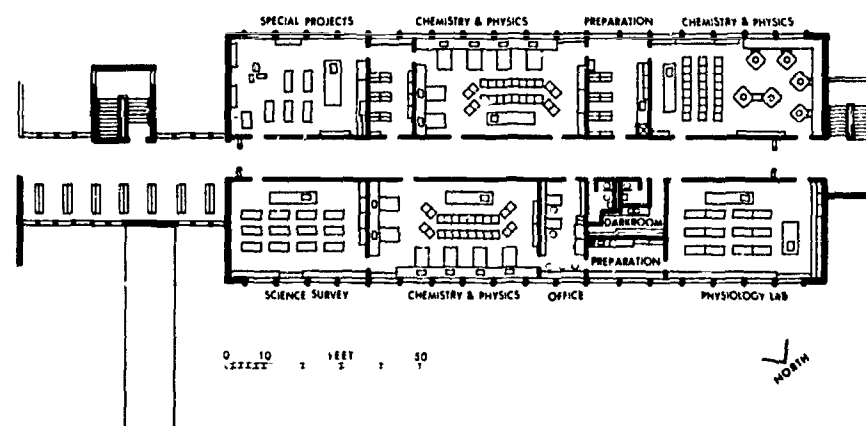 SPECIAL PROJECTS CHEMISTRY & PHYSICS PREPARATION CHEMISTRY & PHYSICS
DARKROOM
PREPARATION
SCIENCE SURVEY CHEMISTRY & PHYSICS OFFICE PHYSIOLOGY LAB
0 10 FEET 50
NORTH